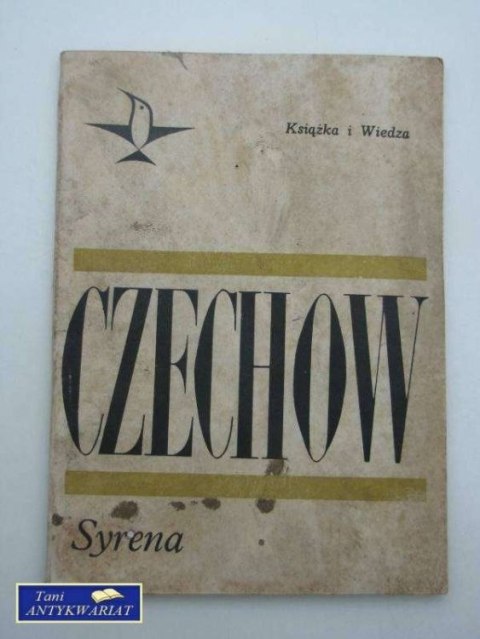 Książka i Wiedza
CZECHOW
Syrena
Tani
ANTYKWARIAT